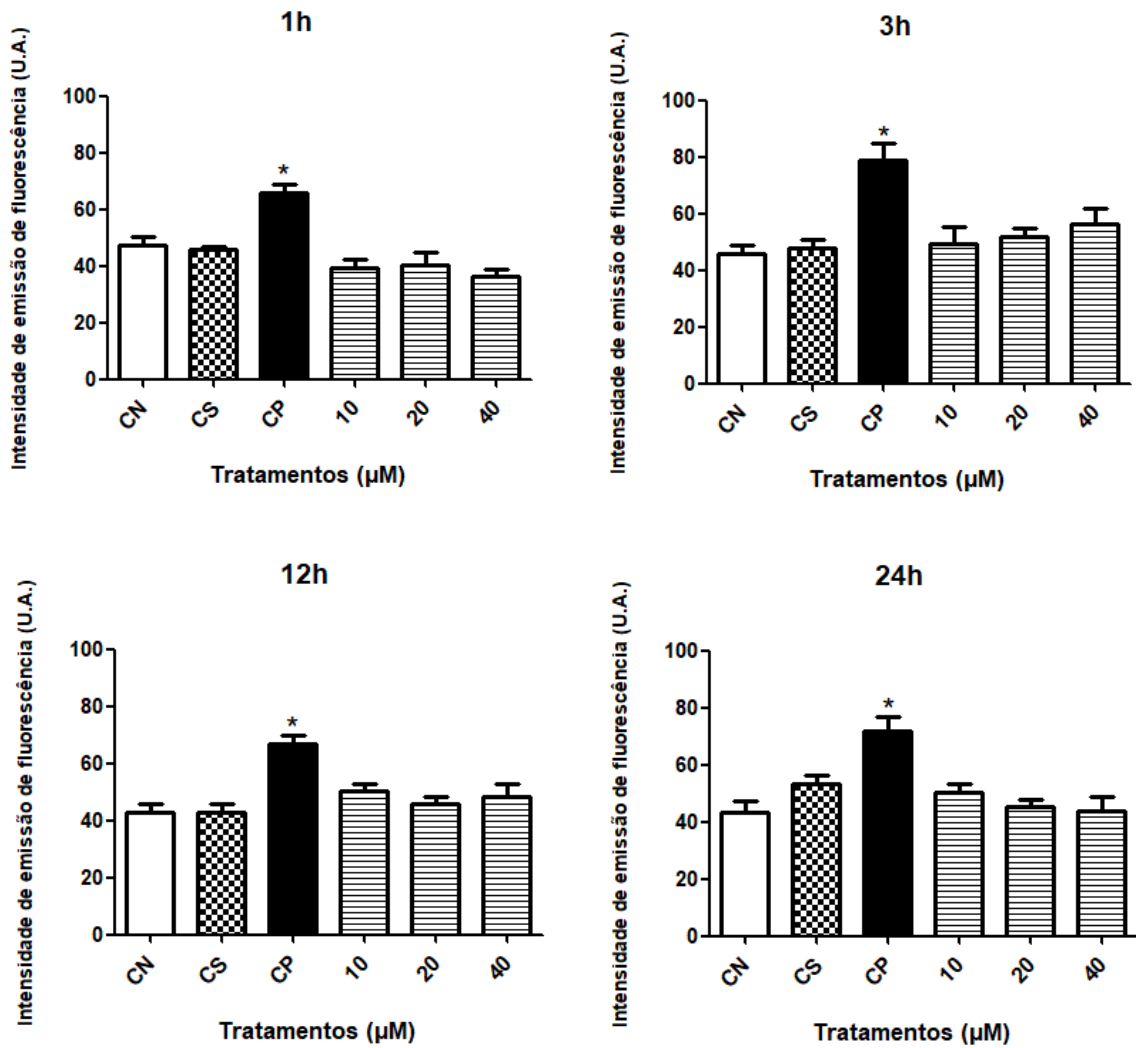 1h
Intensidade de emissão de fluorescência (U.A.)
100
80
60
40
20
0
*
CN CS CP 10 20 40
Tratamentos (µM)
3h
Intensidade de emissão de fluorescência (U.A.)
100
80
60
40
20
0
*
CN CS CP 10 20 40
Tratamentos (µM)
12h
Intensidade de emissão de fluorescência (U.A.)
100
80
60
40
20
0
*
CN CS CP 10 20 40
Tratamentos (µM)
24h
Intensidade de emissão de fluorescência (U.A.)
100
80
60
40
20
0
*
CN CS CP 10 20 40
Tratamentos (µM)